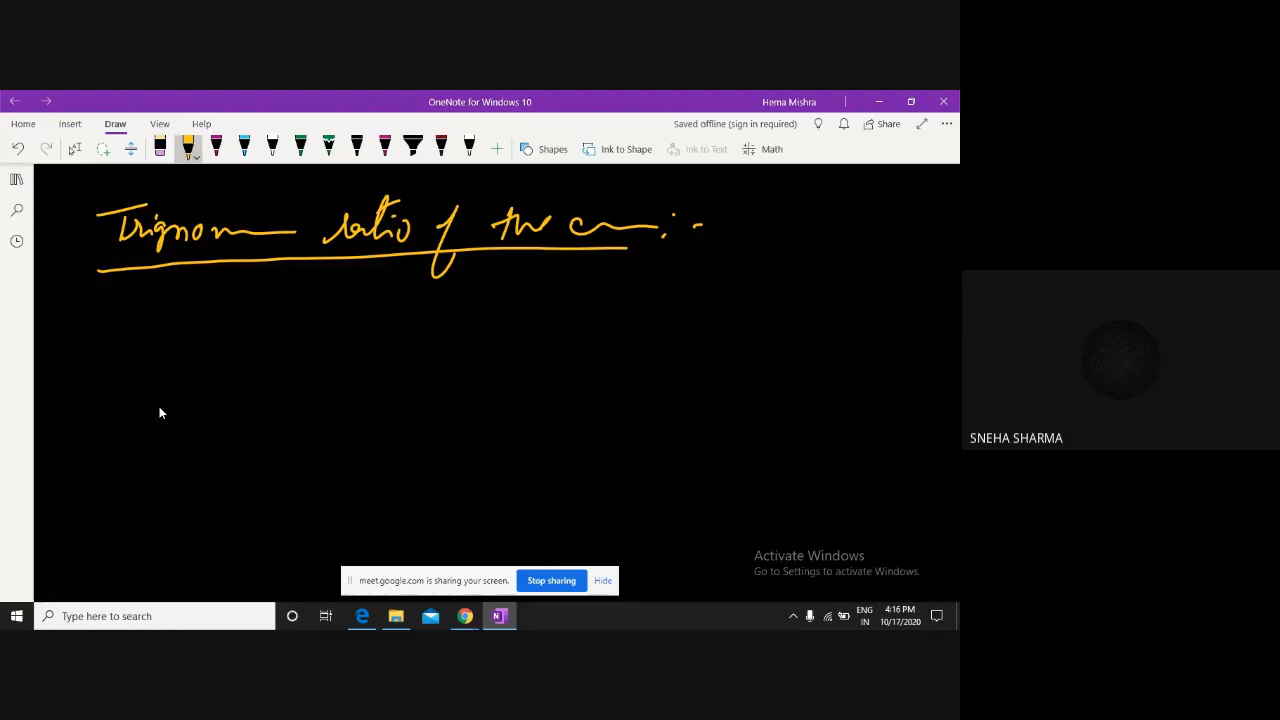 OneNote for Windows 10
Hema Mishra
Home Insert Draw View Help
Saved offline (sign in required) Share
Shapes Ink to Shape Ink to Text Math
ratio of the
SNEHA SHARMA
Activate Windows
Go to Settings to activate Windows.
meet.google.com is sharing your screen. Stop sharing Hide
Type here to search
ENG
IN
4:16 PM
10/17/2020